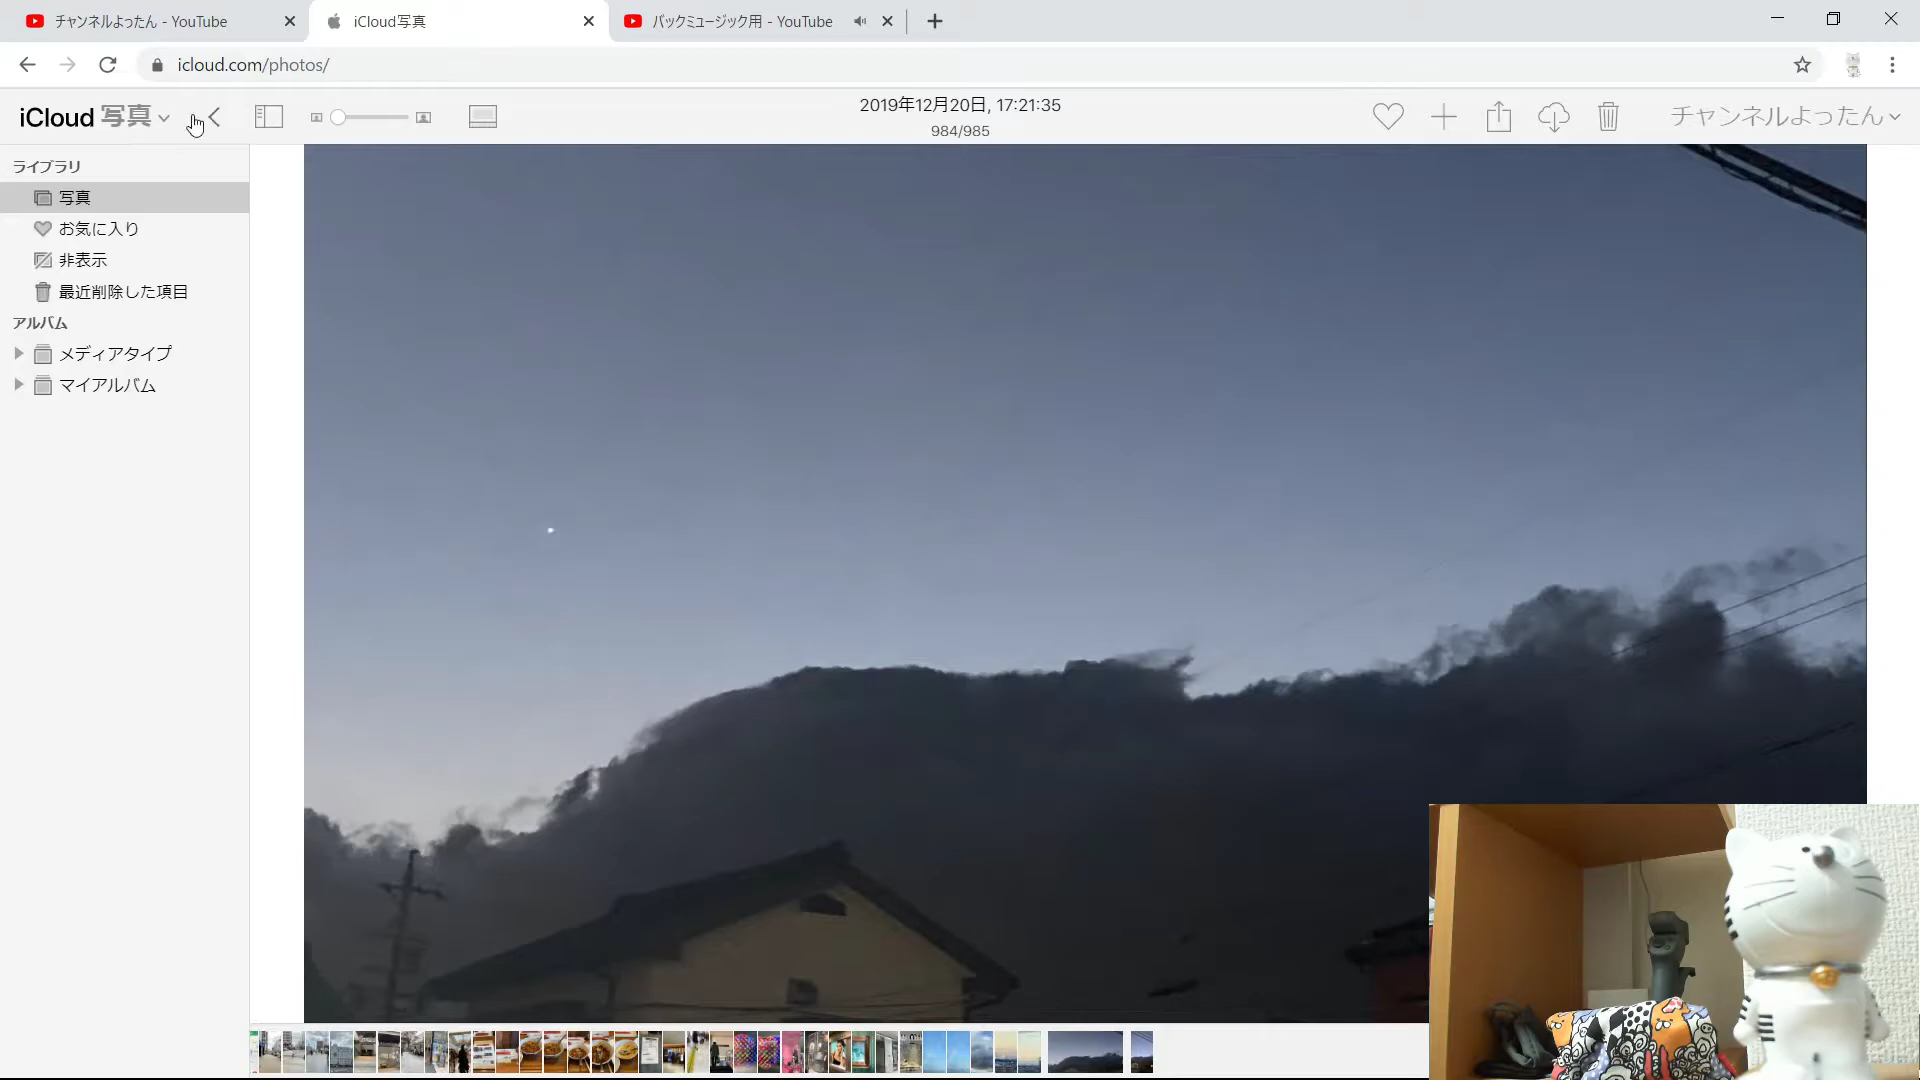 チャンネルよったん - YouTube
iCloud写真
バックミュージック用 - YouTube
icloud.com/photos/
iCloud 写真
2019年12月20日, 17:21:35
984/985
チャンネルよったん
ライブラリ
写真
お気に入り
非表示
最近削除した項目
アルバム
メディアタイプ
マイアルバム